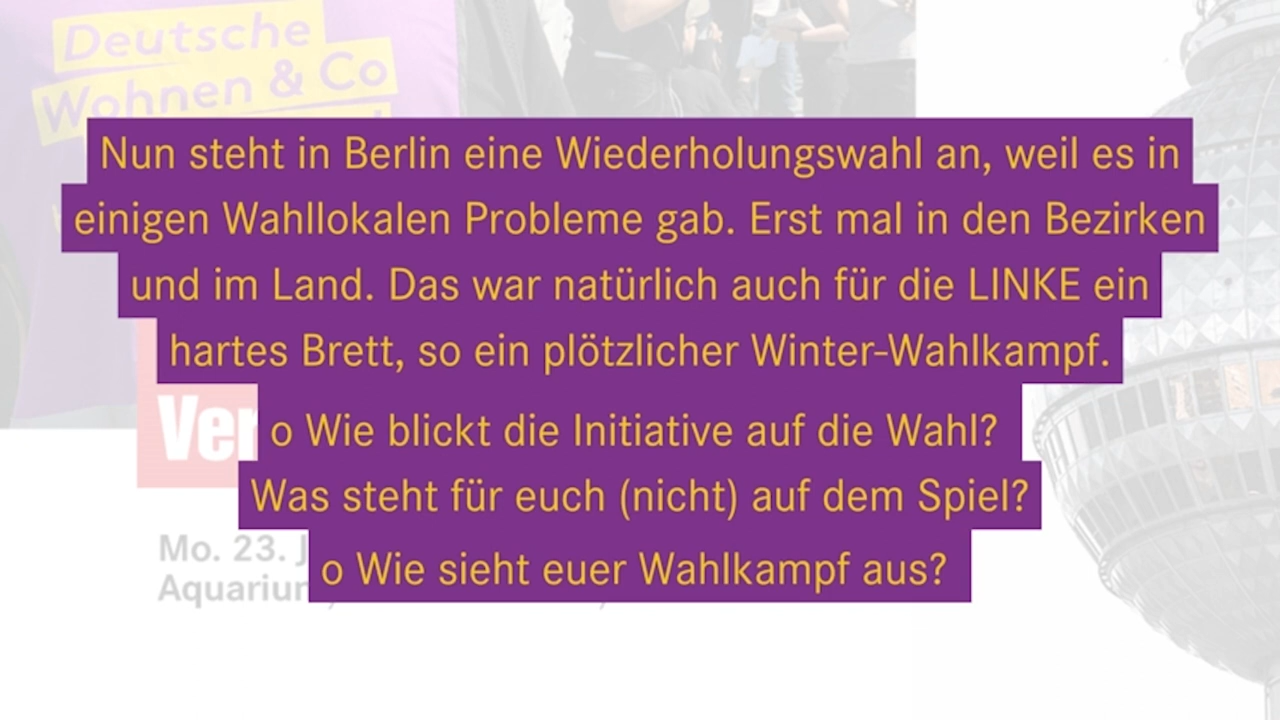 Deutsche
Wohnen & Co
Nun steht in Berlin eine Wiederholungswahl an, weil es in
einigen Wahllokalen Probleme gab. Erst mal in den Bezirken
und im Land. Das war natürlich auch für die LINKE ein
hartes Brett, so ein plötzlicher Winter-Wahlkampf.
o Wie blickt die Initiative auf die Wahl?
Was steht für euch (nicht) auf dem Spiel?
o Wie sieht euer Wahlkampf aus?
Mo. 23.